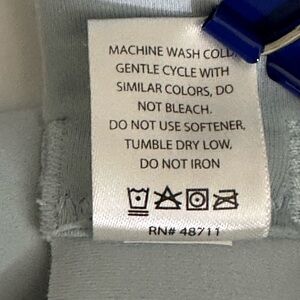 MACHINE WASH COLD,
GENTLE CYCLE WITH
SIMILAR COLORS, DO
NOT BLEACH.
DO NOT USE SOFTENER,
TUMBLE DRY LOW,
DO NOT IRON
RN# 48711